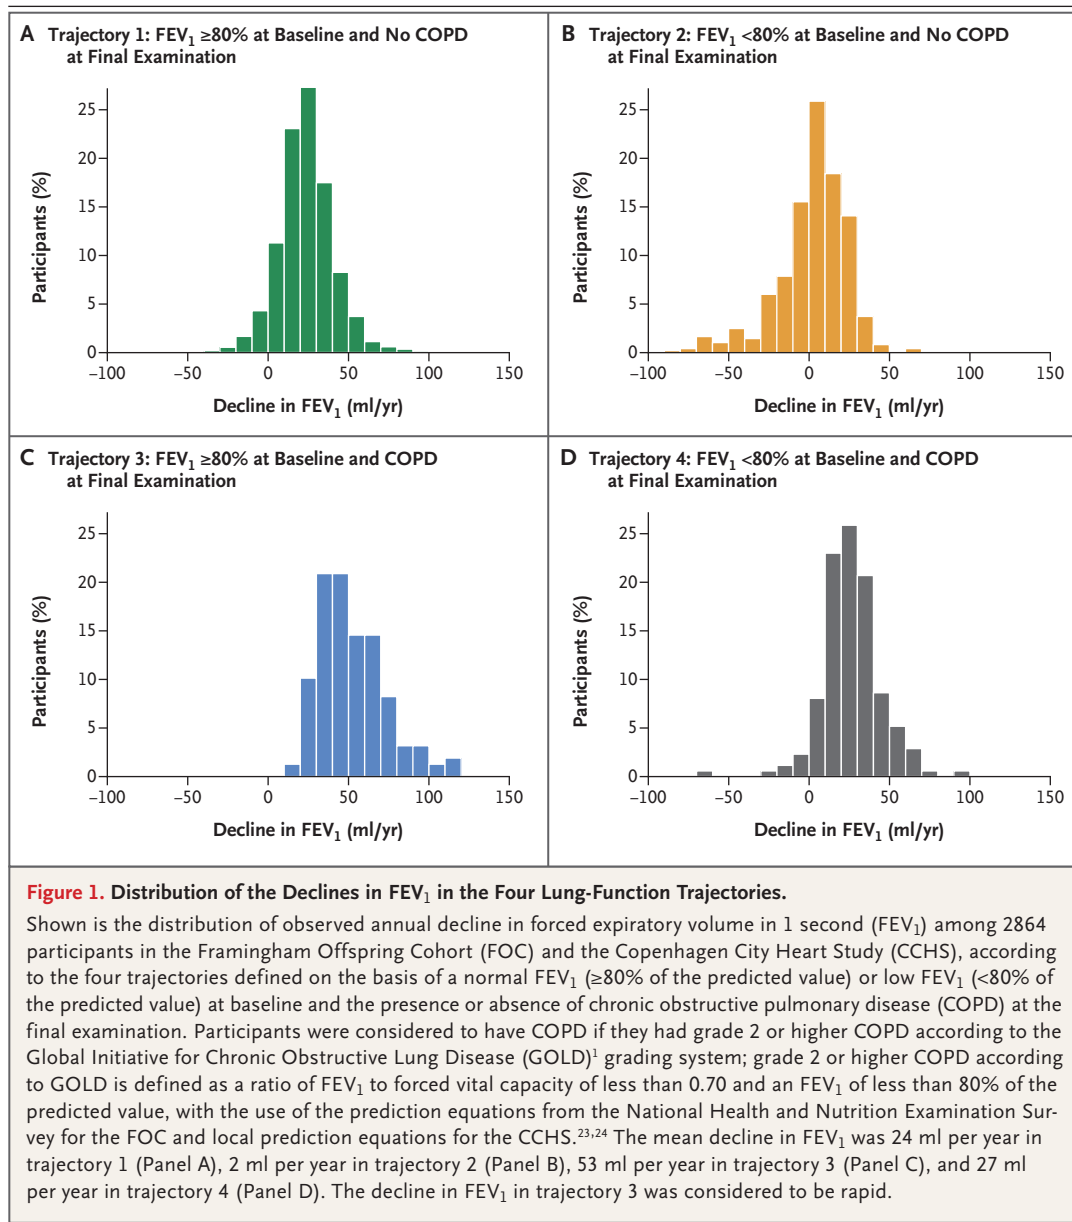 A Trajectory 1: FEV₁ ≥80% at Baseline and No COPD
at Final Examination
25
20
15
10
5
0
Participants (%)
−100
−50
0
50
100
150
Decline in FEV₁ (ml/yr)
B Trajectory 2: FEV₁ <80% at Baseline and No COPD
at Final Examination
25
20
15
10
5
0
Participants (%)
−100
−50
0
50
100
150
Decline in FEV₁ (ml/yr)
C Trajectory 3: FEV₁ ≥80% at Baseline and COPD
at Final Examination
25
20
15
10
5
0
Participants (%)
−100
−50
0
50
100
150
Decline in FEV₁ (ml/yr)
D Trajectory 4: FEV₁ <80% at Baseline and COPD
at Final Examination
25
20
15
10
5
0
Participants (%)
−100
−50
0
50
100
150
Decline in FEV₁ (ml/yr)
Figure 1. Distribution of the Declines in FEV₁ in the Four Lung-Function Trajectories.
Shown is the distribution of observed annual decline in forced expiratory volume in 1 second (FEV₁) among 2864
participants in the Framingham Offspring Cohort (FOC) and the Copenhagen City Heart Study (CCHS), according
to the four trajectories defined on the basis of a normal FEV₁ (≥80% of the predicted value) or low FEV₁ (<80% of
the predicted value) at baseline and the presence or absence of chronic obstructive pulmonary disease (COPD) at the
final examination. Participants were considered to have COPD if they had grade 2 or higher COPD according to the
Global Initiative for Chronic Obstructive Lung Disease (GOLD)¹ grading system; grade 2 or higher COPD according
to GOLD is defined as a ratio of FEV₁ to forced vital capacity of less than 0.70 and an FEV₁ of less than 80% of the
predicted value, with the use of the prediction equations from the National Health and Nutrition Examination Sur-
vey for the FOC and local prediction equations for the CCHS.²³,²⁴ The mean decline in FEV₁ was 24 ml per year in
trajectory 1 (Panel A), 2 ml per year in trajectory 2 (Panel B), 53 ml per year in trajectory 3 (Panel C), and 27 ml
per year in trajectory 4 (Panel D). The decline in FEV₁ in trajectory 3 was considered to be rapid.